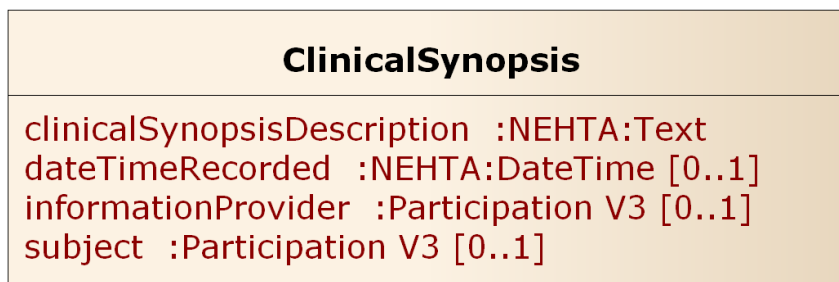 ClinicalSynopsis
clinicalSynopsisDescription :NEHTA:Text
dateTimeRecorded :NEHTA:DateTime [0..1]
informationProvider :Participation V3 [0..1]
subject :Participation V3 [0..1]